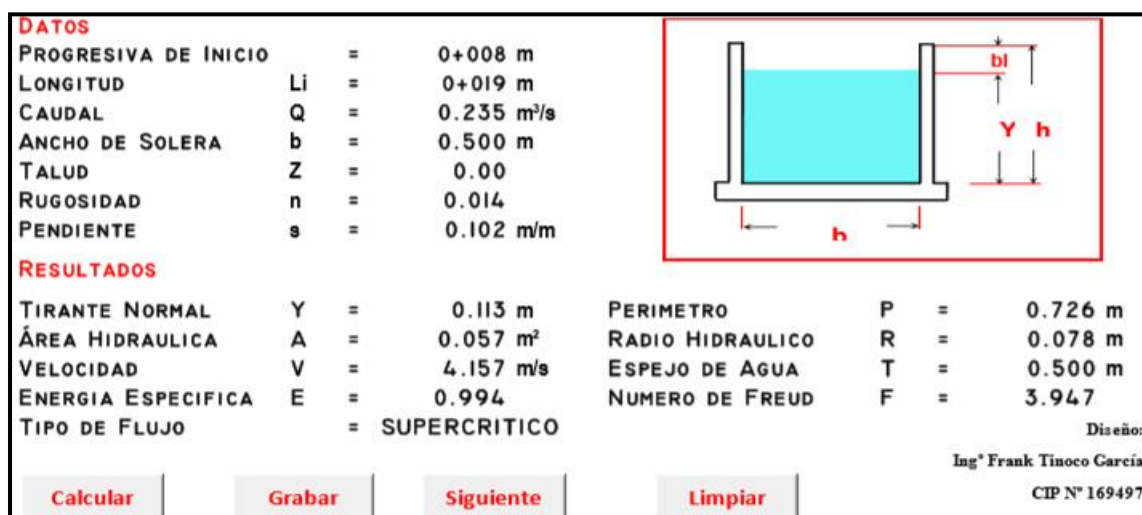 DATOS
PROGRESIVA DE INICIO = 0+008 m
LONGITUD Li = 0+019 m
CAUDAL Q = 0.235 m³/s
ANCHO DE SOLERA b = 0.500 m
TALUD Z = 0.00
RUGOSIDAD n = 0.014
PENDIENTE s = 0.102 m/m
bl
Y h
b
RESULTADOS
TIRANTE NORMAL Y = 0.113 m PERIMETRO P = 0.726 m
ÁREA HIDRAULICA A = 0.057 m² RADIO HIDRAULICO R = 0.078 m
VELOCIDAD V = 4.157 m/s ESPEJO DE AGUA T = 0.500 m
ENERGIA ESPECIFICA E = 0.994 NUMERO DE FREUD F = 3.947
TIPO DE FLUJO = SUPERCRITICO
Diseño:
Ingº Frank Tinoco García
CIP Nº 169497
Calcular Grabar Siguiente Limpiar